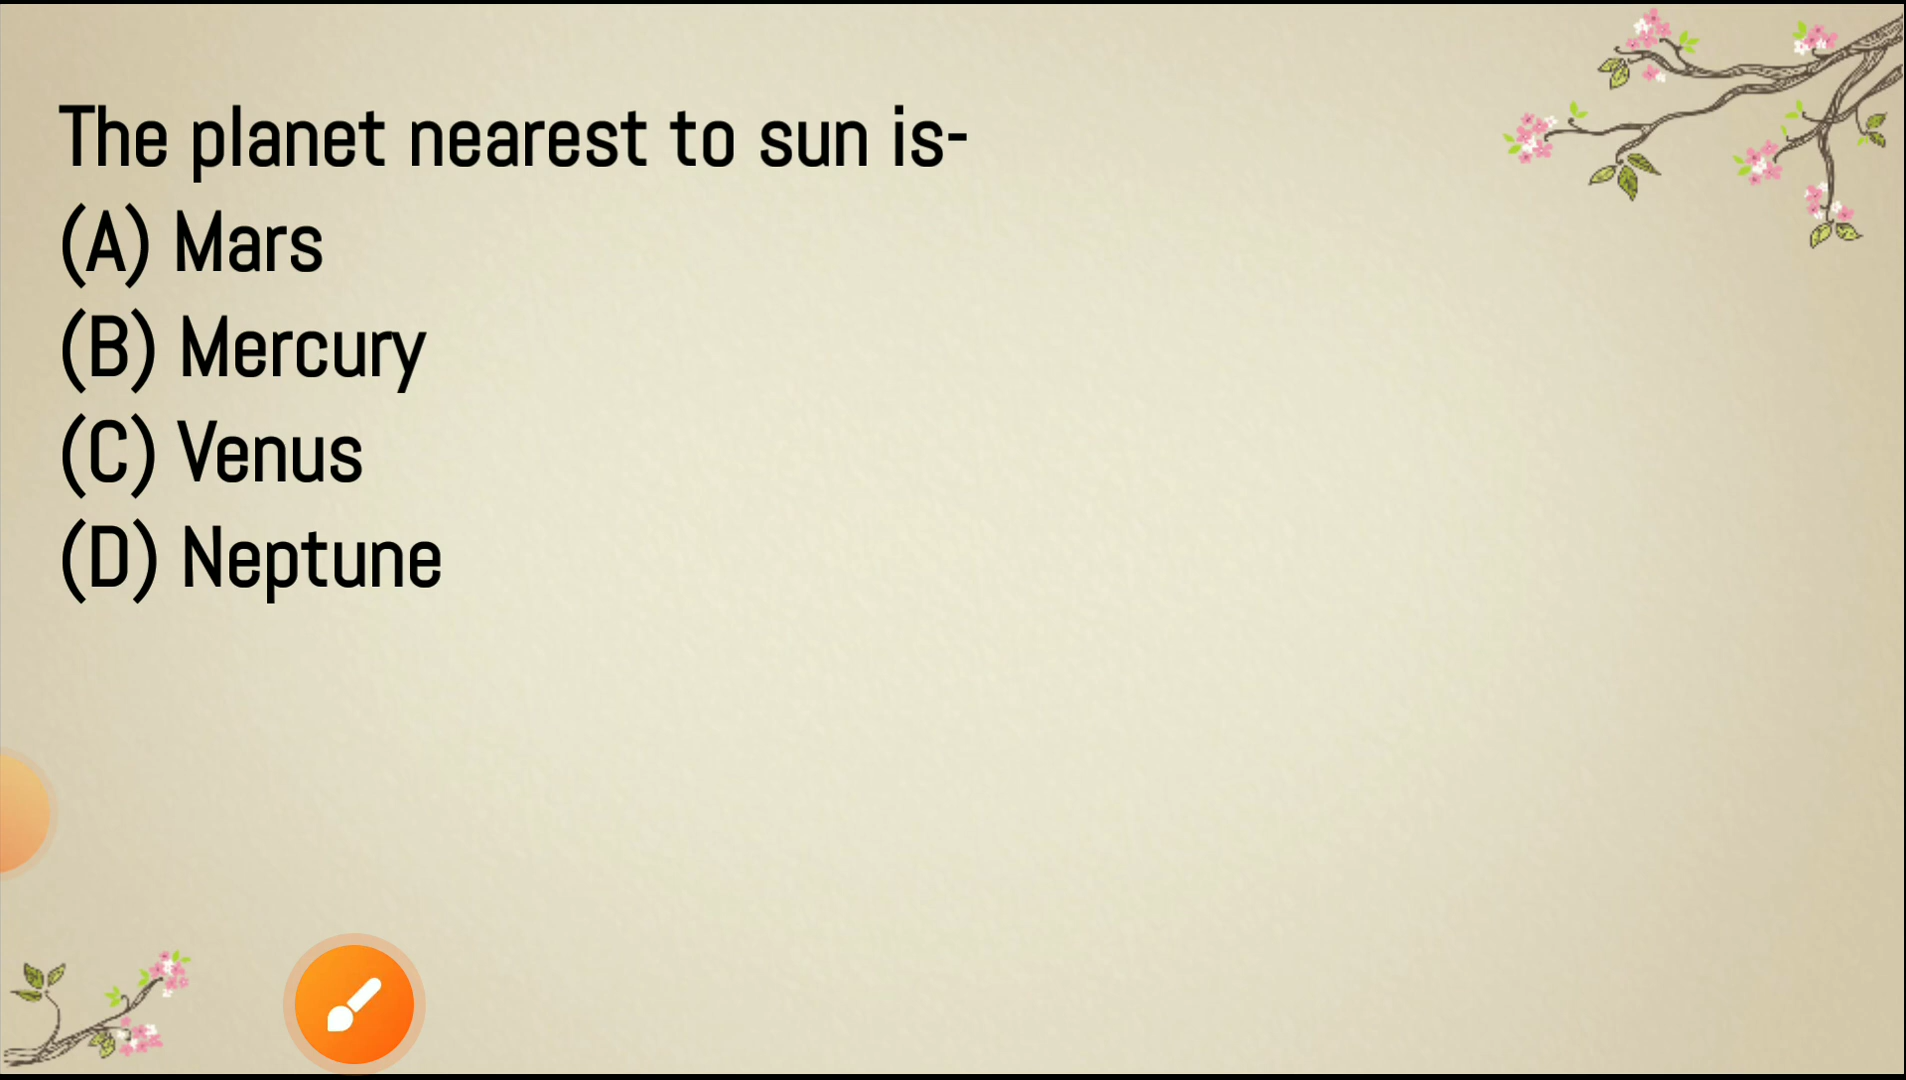 The planet nearest to sun is-
(A) Mars
(B) Mercury
(C) Venus
(D) Neptune